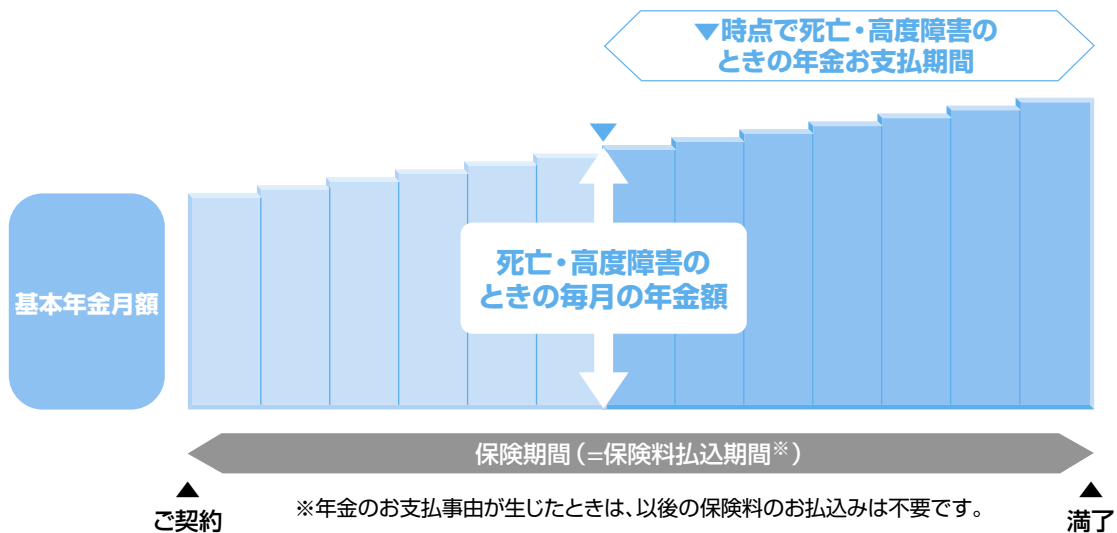 ▼時点で死亡・高度障害の
ときの年金お支払期間
基本年金月額
死亡・高度障害の
ときの毎月の年金額
保険期間（=保険料払込期間※）
ご契約
※年金のお支払事由が生じたときは、以後の保険料のお払込みは不要です。
満了